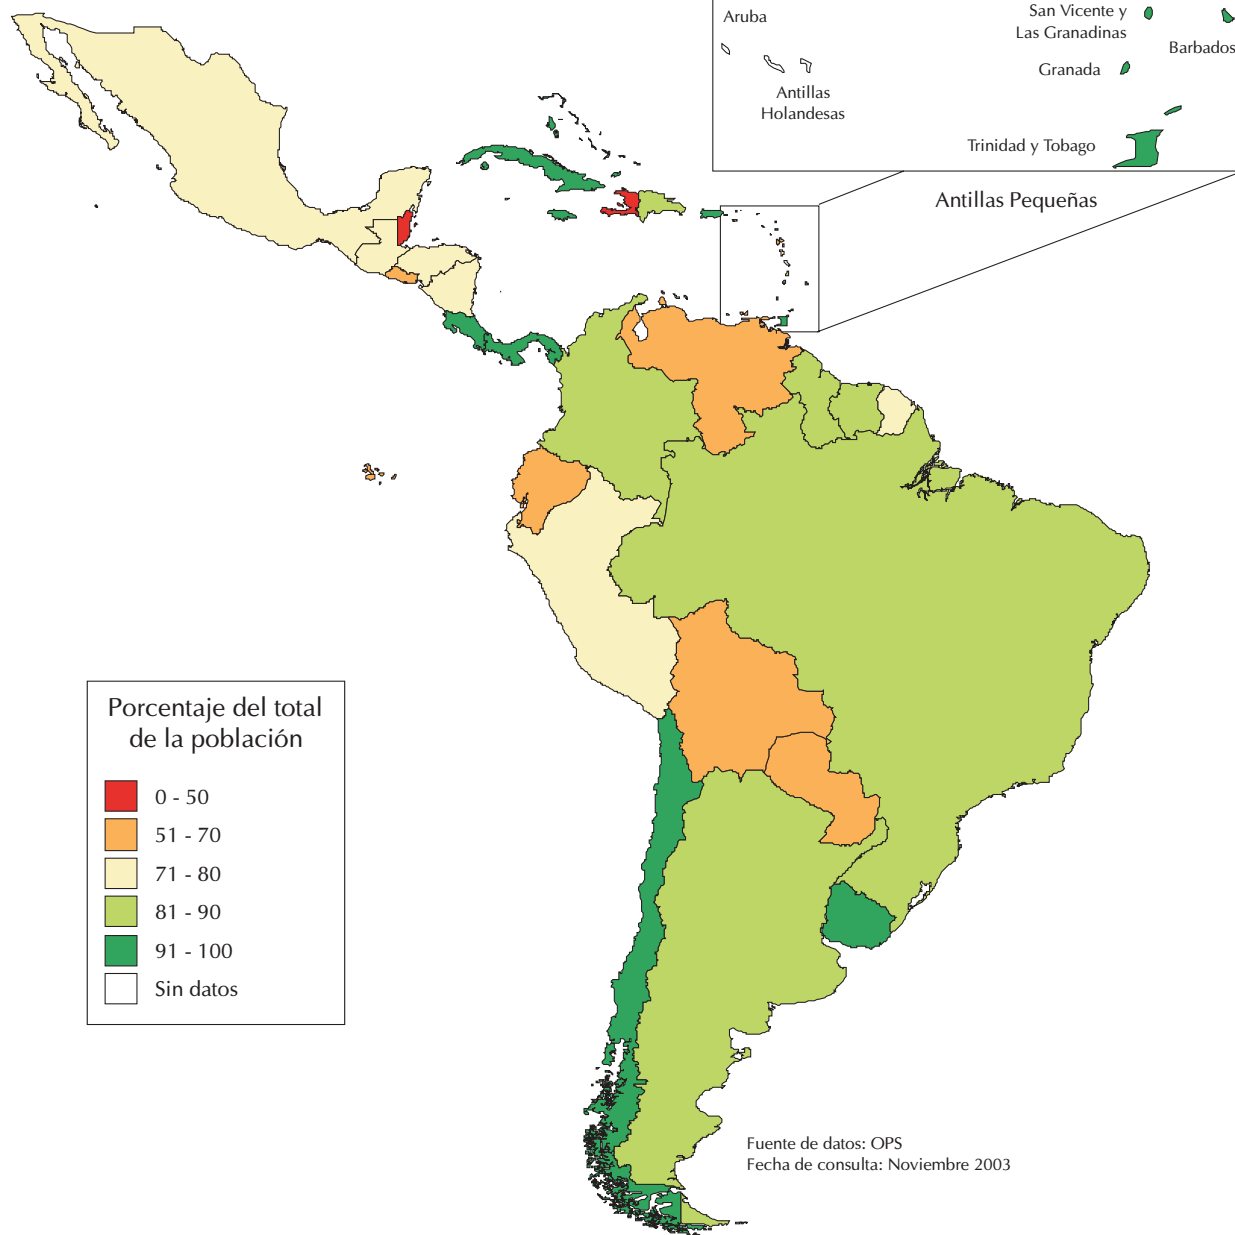 Aruba
Antillas
Holandesas
San Vicente y
Las Granadinas
Barbados
Granada
Trinidad y Tobago
Antillas Pequeñas
Porcentaje del total
de la población
0 - 50
51 - 70
71 - 80
81 - 90
91 - 100
Sin datos
Fuente de datos: OPS
Fecha de consulta: Noviembre 2003